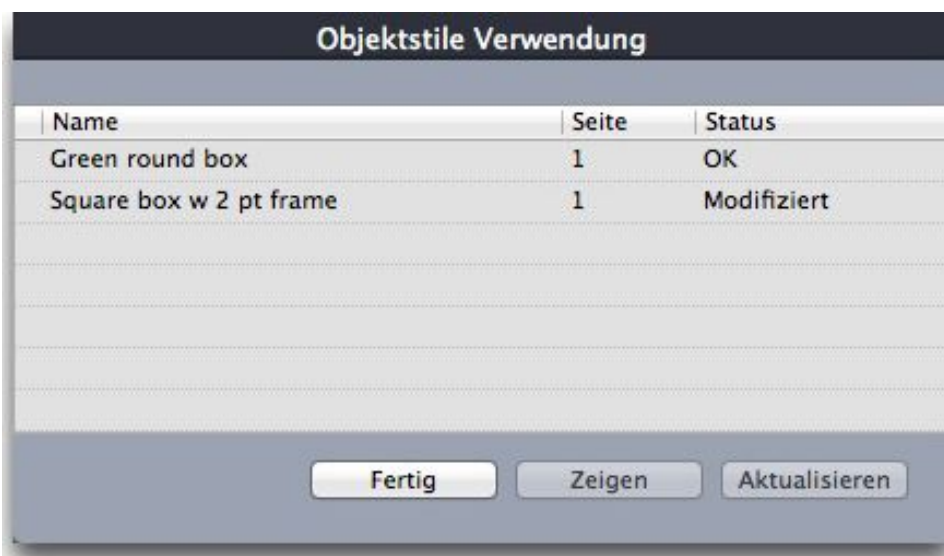 Objektstile Verwendung
Name Seite Status
Green round box 1 OK
Square box w 2 pt frame 1 Modifiziert
Fertig Zeigen Aktualisieren